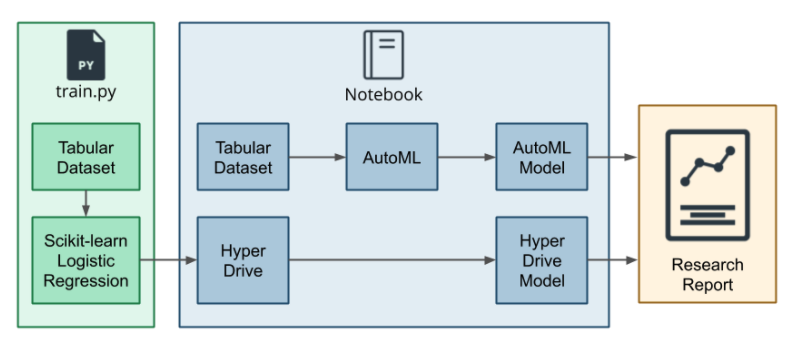 PY
train.py
Tabular
Dataset
Scikit-learn
Logistic
Regression
Notebook
Tabular
Dataset
AutoML
AutoML
Model
Hyper
Drive
Hyper
Drive
Model
Research
Report